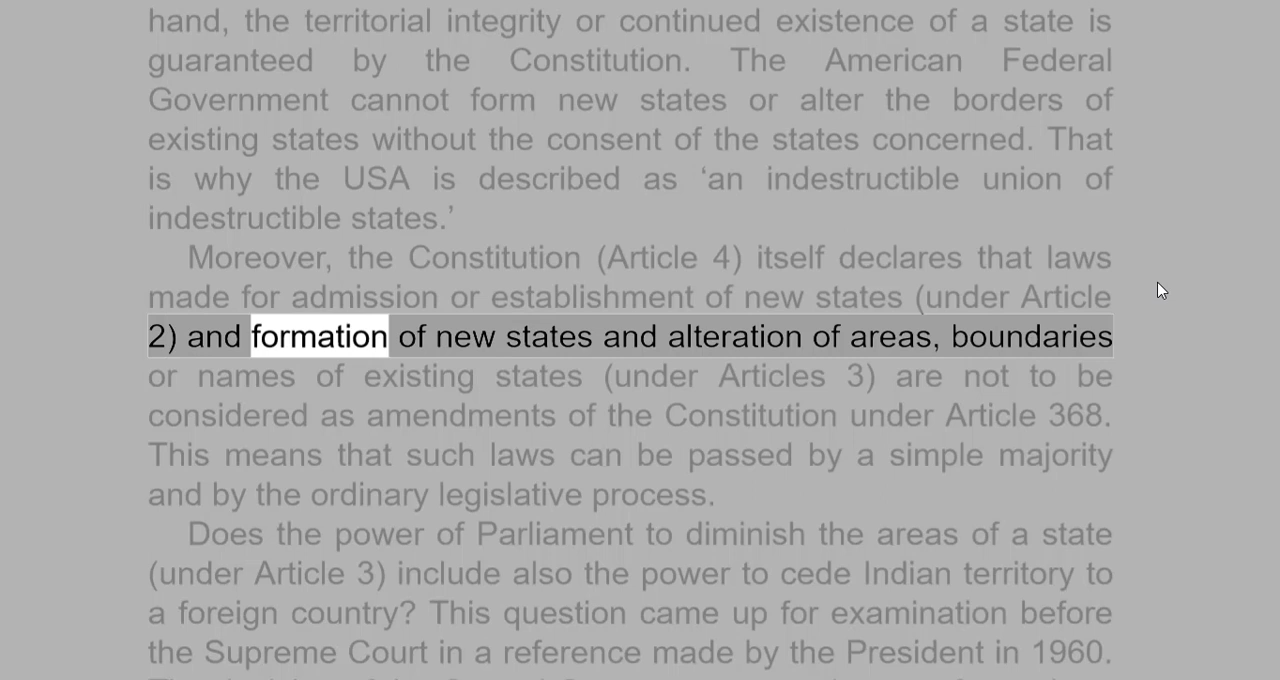 hand, the territorial integrity or continued existence of a state is
guaranteed by the Constitution. The American Federal
Government cannot form new states or alter the borders of
existing states without the consent of the states concerned. That
is why the USA is described as ‘an indestructible union of
indestructible states.’
Moreover, the Constitution (Article 4) itself declares that laws
made for admission or establishment of new states (under Article
2) and formation of new states and alteration of areas, boundaries
or names of existing states (under Articles 3) are not to be
considered as amendments of the Constitution under Article 368.
This means that such laws can be passed by a simple majority
and by the ordinary legislative process.
Does the power of Parliament to diminish the areas of a state
(under Article 3) include also the power to cede Indian territory to
a foreign country? This question came up for examination before
the Supreme Court in a reference made by the President in 1960.